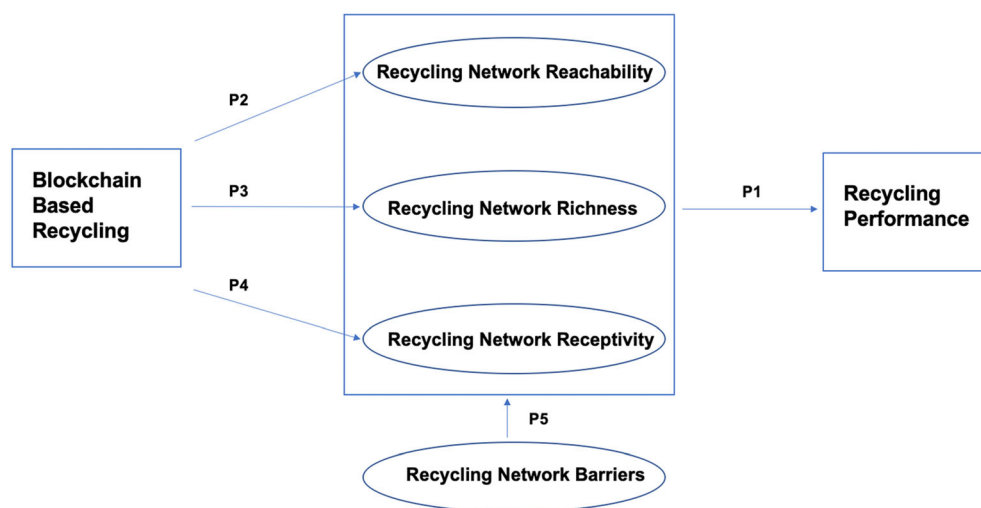 Recycling Network Reachability
P2
Blockchain
Based
Recycling
P3
Recycling Network Richness
P1
Recycling
Performance
P4
Recycling Network Receptivity
P5
Recycling Network Barriers